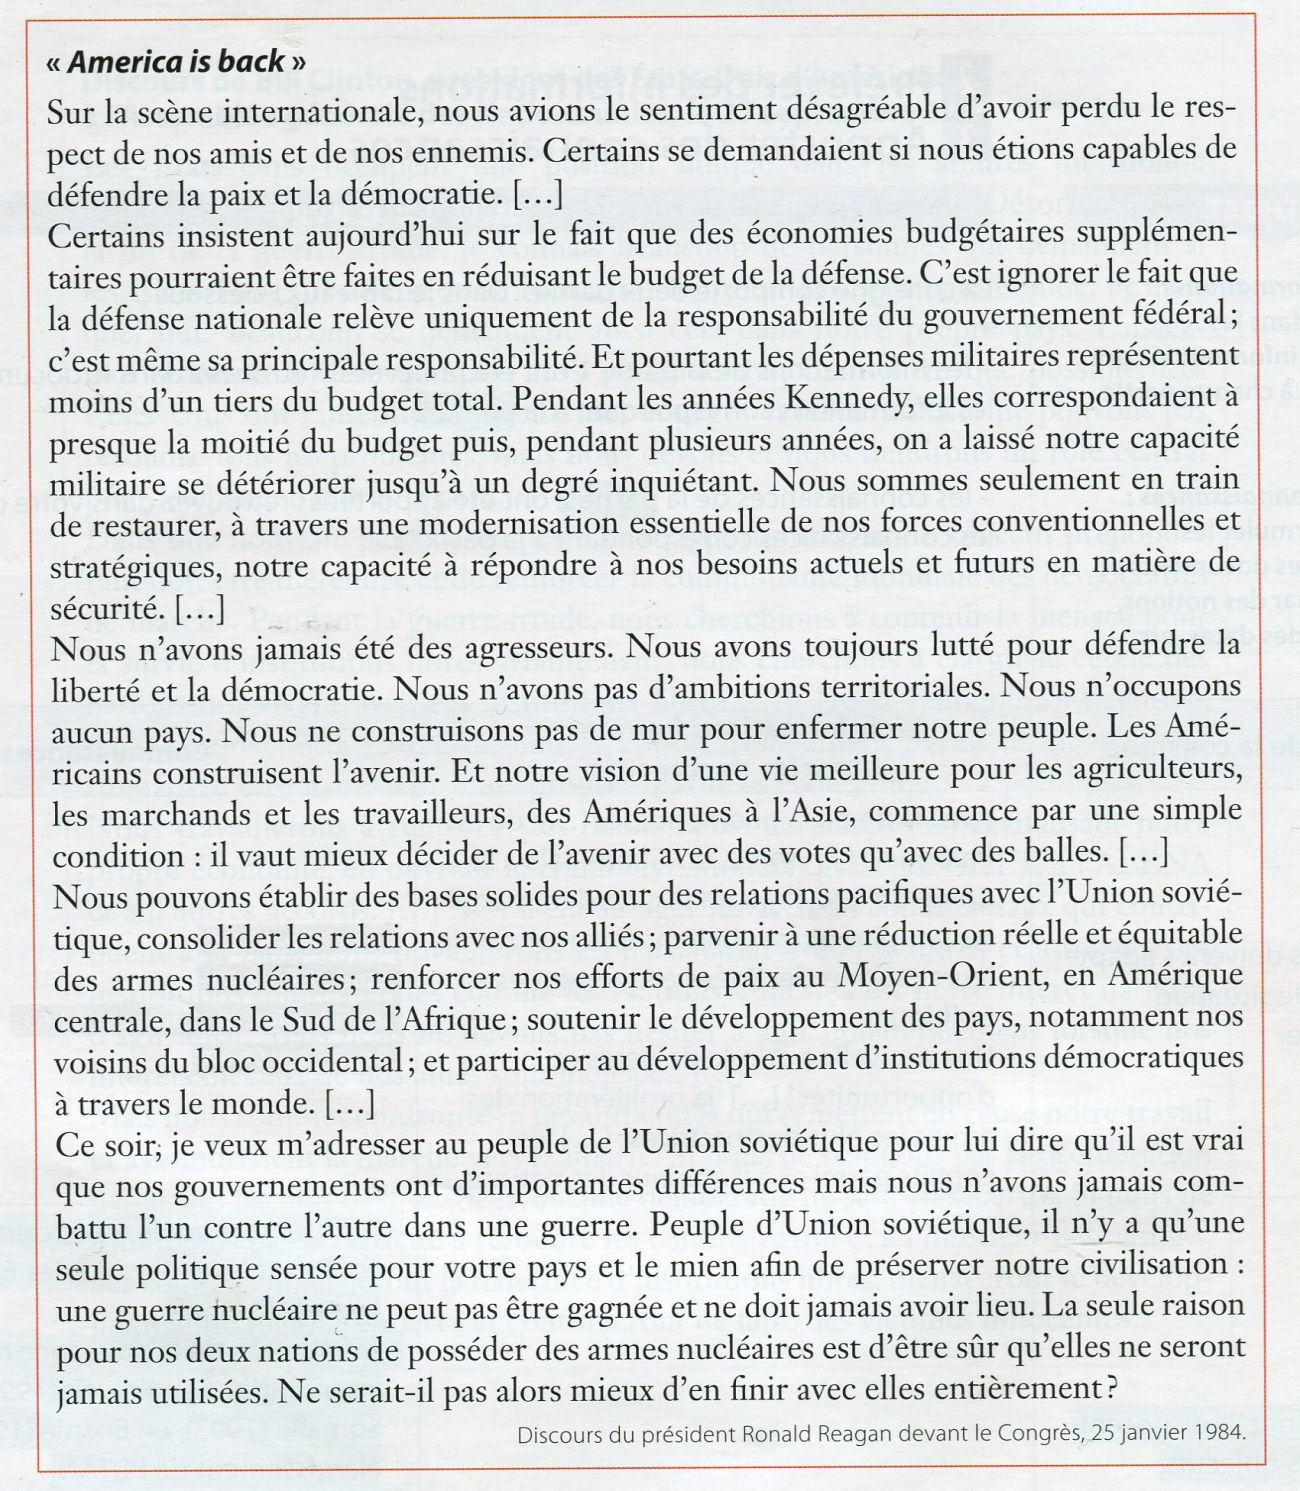 « America is back »
Sur la scène internationale, nous avions le sentiment désagréable d'avoir perdu le res-
pect de nos amis et de nos ennemis. Certains se demandaient si nous étions capables de
défendre la paix et la démocratie. […]
Certains insistent aujourd'hui sur le fait que des économies budgétaires supplémen-
taires pourraient être faites en réduisant le budget de la défense. C'est ignorer le fait que
la défense nationale relève uniquement de la responsabilité du gouvernement fédéral ;
c'est même sa principale responsabilité. Et pourtant les dépenses militaires représentent
moins d'un tiers du budget total. Pendant les années Kennedy, elles correspondaient à
presque la moitié du budget puis, pendant plusieurs années, on a laissé notre capacité
militaire se détériorer jusqu'à un degré inquiétant. Nous sommes seulement en train
de restaurer, à travers une modernisation essentielle de nos forces conventionnelles et
stratégiques, notre capacité à répondre à nos besoins actuels et futurs en matière de
sécurité. […]
Nous n'avons jamais été des agresseurs. Nous avons toujours lutté pour défendre la
liberté et la démocratie. Nous n'avons pas d'ambitions territoriales. Nous n'occupons
aucun pays. Nous ne construisons pas de mur pour enfermer notre peuple. Les Amé-
ricains construisent l'avenir. Et notre vision d'une vie meilleure pour les agriculteurs,
les marchands et les travailleurs, des Amériques à l'Asie, commence par une simple
condition : il vaut mieux décider de l'avenir avec des votes qu'avec des balles. […]
Nous pouvons établir des bases solides pour des relations pacifiques avec l'Union sovié-
tique, consolider les relations avec nos alliés ; parvenir à une réduction réelle et équitable
des armes nucléaires ; renforcer nos efforts de paix au Moyen-Orient, en Amérique
centrale, dans le Sud de l'Afrique ; soutenir le développement des pays, notamment nos
voisins du bloc occidental ; et participer au développement d'institutions démocratiques
à travers le monde. […]
Ce soir, je veux m'adresser au peuple de l'Union soviétique pour lui dire qu'il est vrai
que nos gouvernements ont d'importantes différences mais nous n'avons jamais com-
battu l'un contre l'autre dans une guerre. Peuple d'Union soviétique, il n'y a qu'une
seule politique sensée pour votre pays et le mien afin de préserver notre civilisation :
une guerre nucléaire ne peut pas être gagnée et ne doit jamais avoir lieu. La seule raison
pour nos deux nations de posséder des armes nucléaires est d'être sûr qu'elles ne seront
jamais utilisées. Ne serait-il pas alors mieux d'en finir avec elles entièrement ?
Discours du président Ronald Reagan devant le Congrès, 25 janvier 1984.